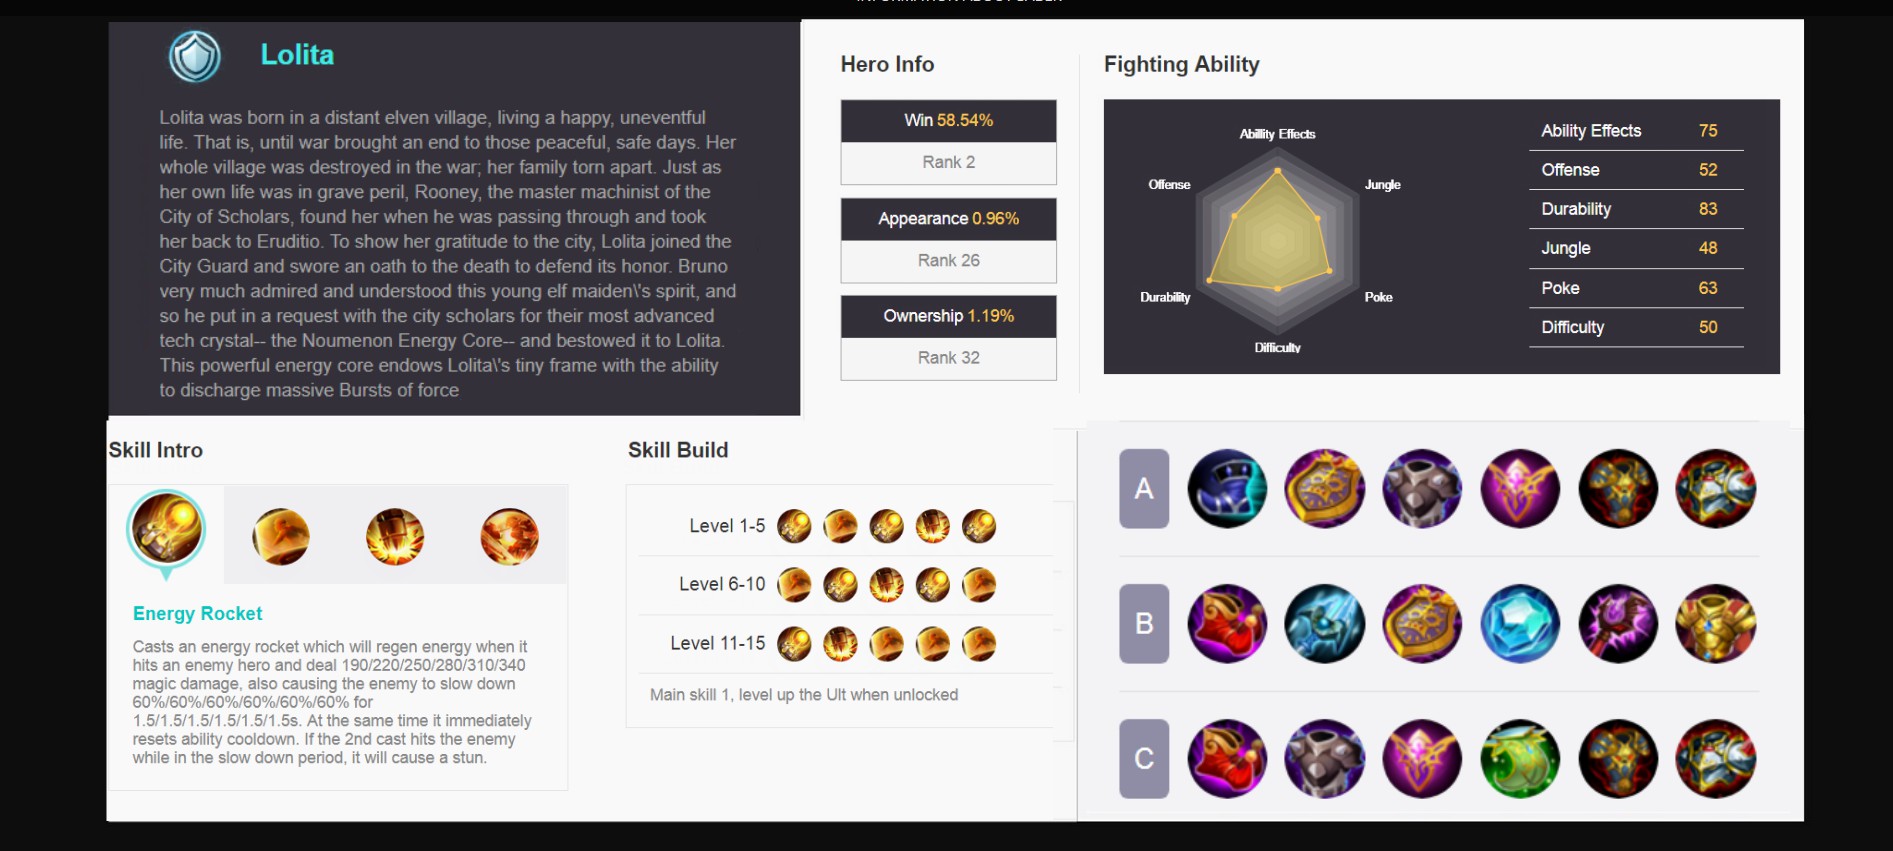 INFORMATION ABOUT SABER
Lolita
Lolita was born in a distant elven village, living a happy, uneventful
life. That is, until war brought an end to those peaceful, safe days. Her
whole village was destroyed in the war; her family torn apart. Just as
her own life was in grave peril, Rooney, the master machinist of the
City of Scholars, found her when he was passing through and took
her back to Eruditio. To show her gratitude to the city, Lolita joined the
City Guard and swore an oath to the death to defend its honor. Bruno
very much admired and understood this young elf maiden\'s spirit, and
so he put in a request with the city scholars for their most advanced
tech crystal-- the Noumenon Energy Core-- and bestowed it to Lolita.
This powerful energy core endows Lolita\'s tiny frame with the ability
to discharge massive Bursts of force
Hero Info
Win 58.54%
Rank 2
Appearance 0.96%
Rank 26
Ownership 1.19%
Rank 32
Fighting Ability
Ability Effects
Offense
Jungle
Durability
Poke
Difficulty
Ability Effects 75
Offense 52
Durability 83
Jungle 48
Poke 63
Difficulty 50
Skill Intro
Energy Rocket
Casts an energy rocket which will regen energy when it
hits an enemy hero and deal 190/220/250/280/310/340
magic damage, also causing the enemy to slow down
60%/60%/60%/60%/60%/60% for
1.5/1.5/1.5/1.5/1.5/1.5s. At the same time it immediately
resets ability cooldown. If the 2nd cast hits the enemy
while in the slow down period, it will cause a stun.
Skill Build
Level 1-5
Level 6-10
Level 11-15
Main skill 1, level up the Ult when unlocked
A
B
C